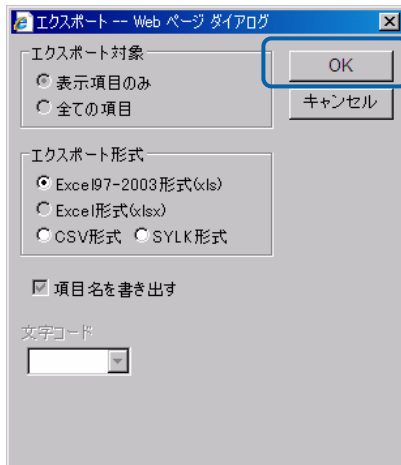 エクスポート -- Web ページ ダイアログ
エクスポート対象
表示項目のみ
全ての項目
OK
キャンセル
エクスポート形式
Excel97-2003形式(xls)
Excel形式(xlsx)
CSV形式 SYLK形式
項目名を書き出す
文字コード